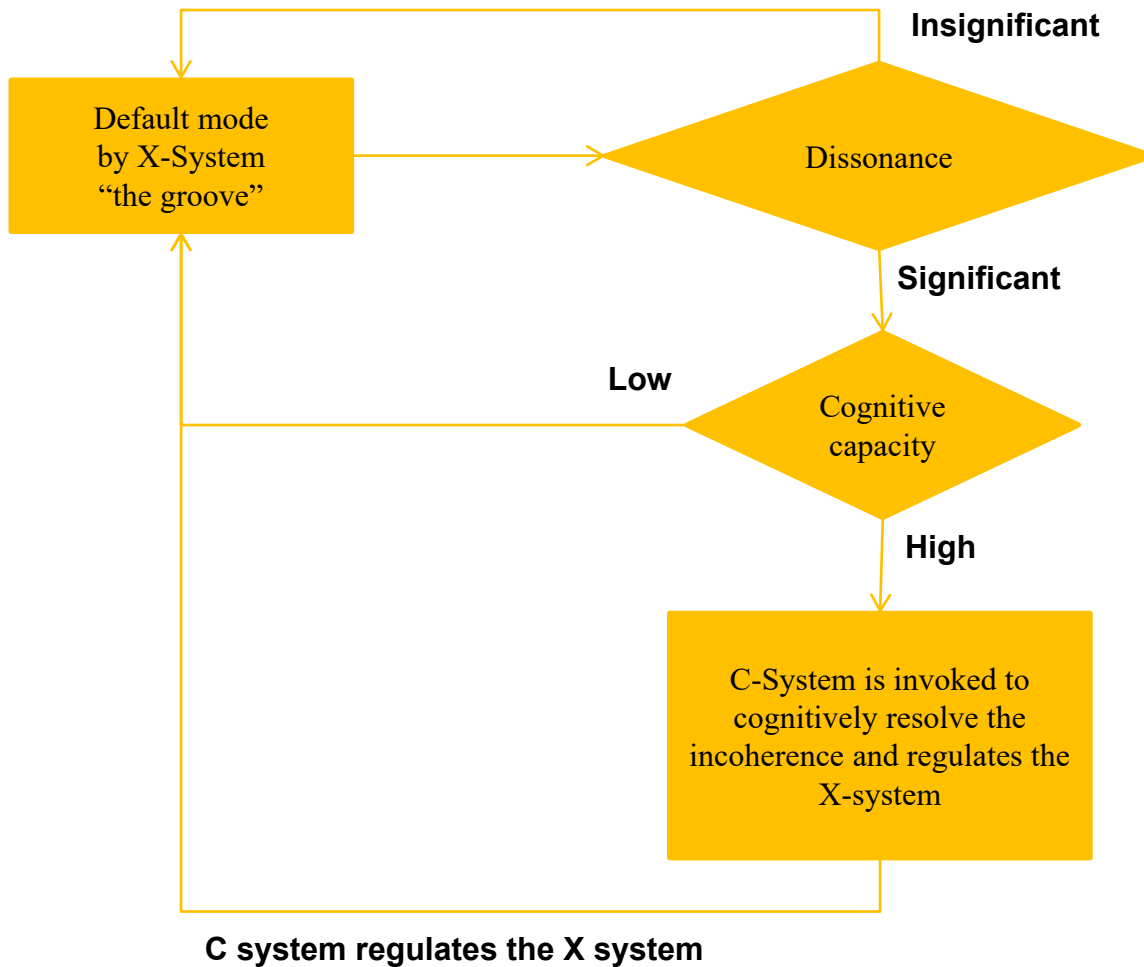 Insignificant
Default mode
by X-System
“the groove”
Dissonance
Significant
Low
Cognitive
capacity
High
C-System is invoked to
cognitively resolve the
incoherence and regulates the
X-system
C system regulates the X system